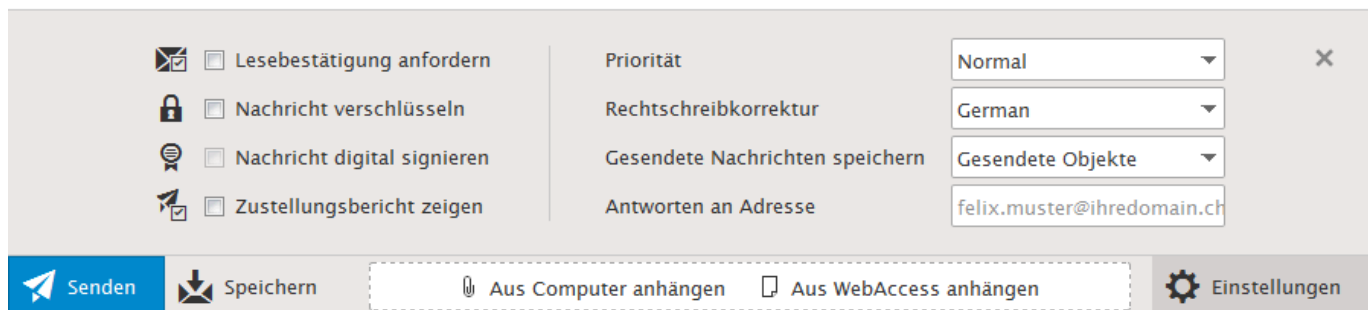 Lesebestätigung anfordern
Nachricht verschlüsseln
Nachricht digital signieren
Zustellungsbericht zeigen
Priorität Normal
Rechtschreibkorrektur German
Gesendete Nachrichten speichern Gesendete Objekte
Antworten an Adresse felix.muster@ihredomain.ch
Senden Speichern Aus Computer anhängen Aus WebAccess anhängen Einstellungen